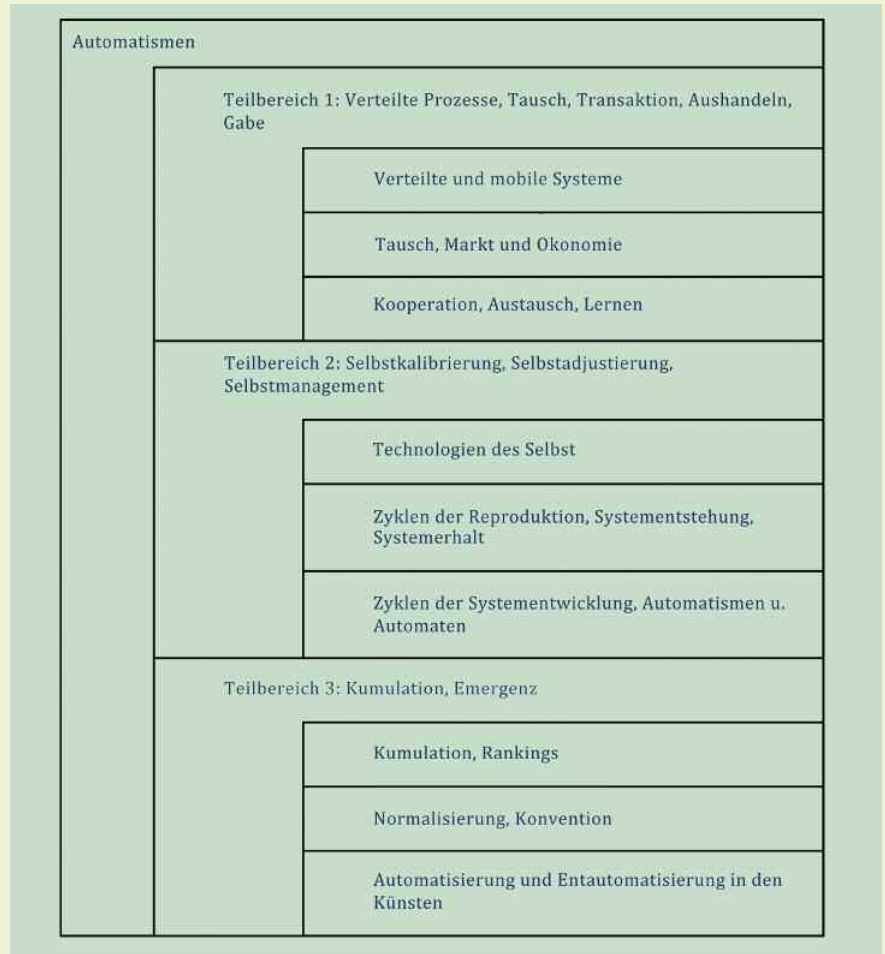 Automatismen
Teilbereich 1: Verteilte Prozesse, Tausch, Transaktion, Aushandeln,
Gabe
Verteilte und mobile Systeme
Tausch, Markt und Okonomie
Kooperation, Austausch, Lernen
Teilbereich 2: Selbstkalibrierung, Selbstadjustierung,
Selbstmanagement
Technologien des Selbst
Zyklen der Reproduktion, Systementstehung,
Systemerhalt
Zyklen der Systementwicklung, Automatismen u.
Automaten
Teilbereich 3: Kumulation, Emergenz
Kumulation, Rankings
Normalisierung, Konvention
Automatisierung und Entautomatisierung in den
Künsten